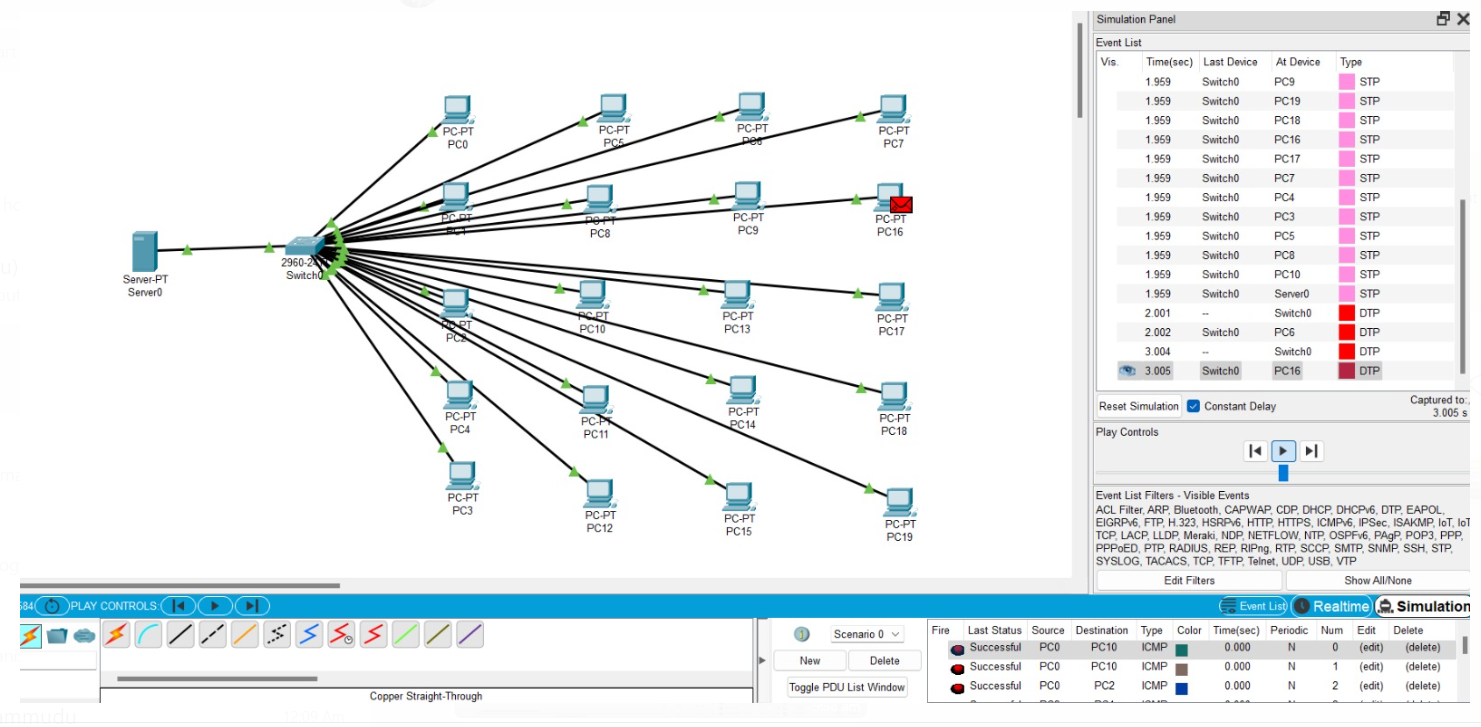 Simulation Panel
Event List
Vis. Time(sec) Last Device At Device Type
1.959 Switch0 PC9 STP
1.959 Switch0 PC19 STP
1.959 Switch0 PC18 STP
1.959 Switch0 PC16 STP
1.959 Switch0 PC17 STP
1.959 Switch0 PC7 STP
1.959 Switch0 PC4 STP
1.959 Switch0 PC3 STP
1.959 Switch0 PC5 STP
1.959 Switch0 PC8 STP
1.959 Switch0 PC10 STP
1.959 Switch0 Server0 STP
2.001 -- Switch0 DTP
2.002 Switch0 PC6 DTP
3.004 -- Switch0 DTP
3.005 Switch0 PC16 DTP
Reset Simulation Constant Delay Captured to:
3.005 s
Play Controls
Event List Filters - Visible Events
ACL Filter, ARP, Bluetooth, CAPWAP, CDP, DHCP, DHCPv6, DTP, EAPOL,
EIGRPv6, FTP, H.323, HSRPv6, HTTP, HTTPS, ICMPv6, IPSec, ISAKMP, IoT, IoT
TCP, LACP, LLDP, Meraki, NDP, NETFLOW, NTP, OSPFv6, PAgP, POP3, PPP,
PPPoED, PTP, RADIUS, REP, RIPng, RTP, SCCP, SMTP, SNMP, SSH, STP,
SYSLOG, TACACS, TCP, TFTP, Telnet, UDP, USB, VTP
Edit Filters Show All/None
PC-PT
PC0
PC-PT
PC5
PC-PT
PC6
PC-PT
PC7
PC-PT
PC1
PC-PT
PC8
PC-PT
PC9
PC-PT
PC16
Server-PT
Server0
2960-24
Switch0
PC-PT
PC2
PC-PT
PC10
PC-PT
PC13
PC-PT
PC17
PC-PT
PC4
PC-PT
PC11
PC-PT
PC14
PC-PT
PC18
PC-PT
PC3
PC-PT
PC12
PC-PT
PC15
PC-PT
PC19
584 PLAY CONTROLS: Event List Realtime Simulation
Scenario 0
New Delete
Toggle PDU List Window
Copper Straight-Through
Fire Last Status Source Destination Type Color Time(sec) Periodic Num Edit Delete
Successful PC0 PC10 ICMP 0.000 N 0 (edit) (delete)
Successful PC0 PC10 ICMP 0.000 N 1 (edit) (delete)
Successful PC0 PC2 ICMP 0.000 N 2 (edit) (delete)